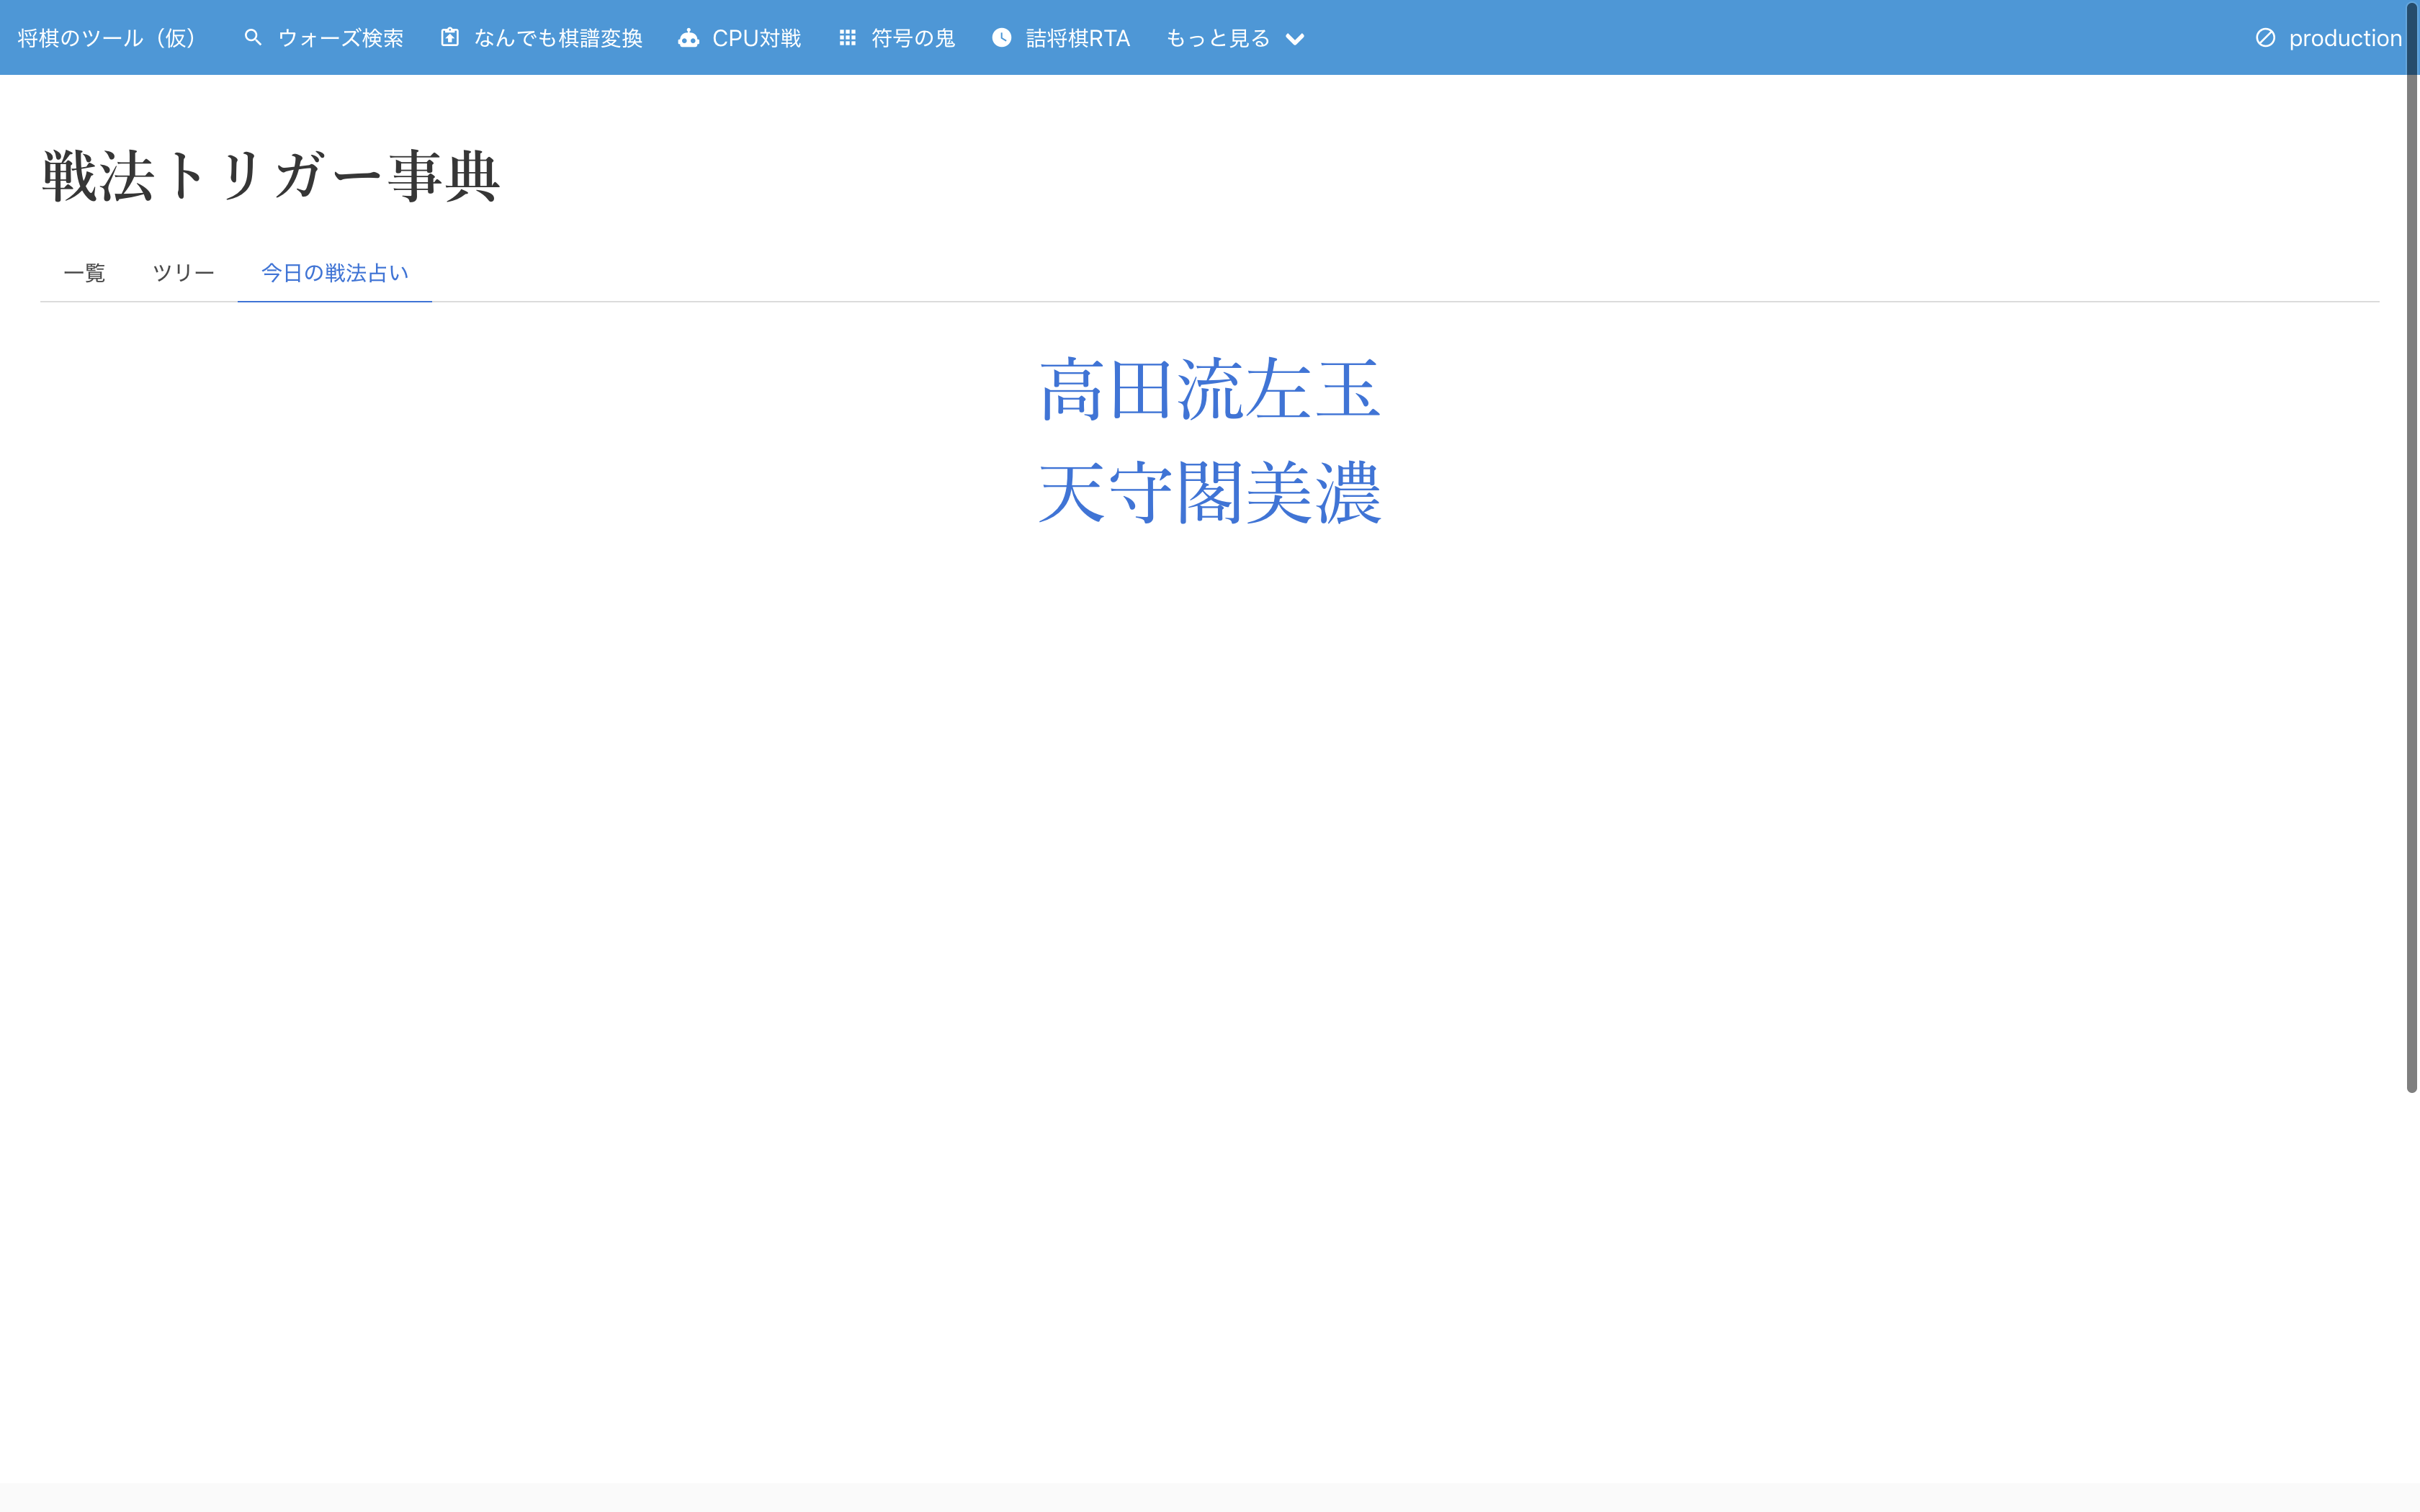 将棋のツール（仮） ウォーズ検索 なんでも棋譜変換 CPU対戦 符号の鬼 詰将棋RTA もっと見る production
戦法トリガー事典
一覧 ツリー 今日の戦法占い
高田流左玉
天守閣美濃